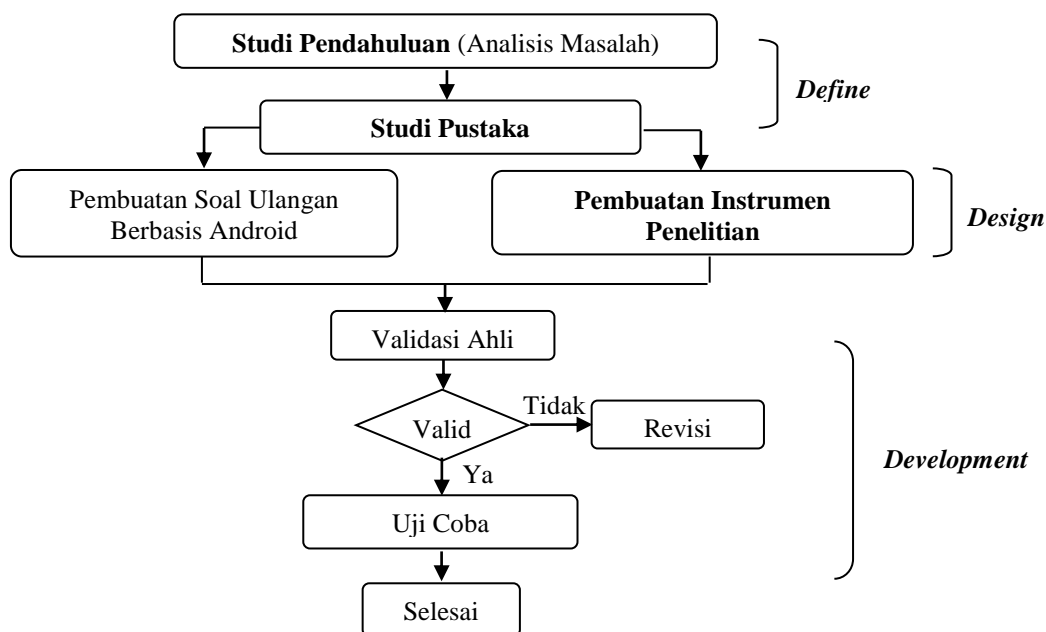 Studi Pendahuluan (Analisis Masalah)
Define
Studi Pustaka
Pembuatan Soal Ulangan
Berbasis Android
Pembuatan Instrumen
Penelitian
Design
Validasi Ahli
Valid
Tidak
Revisi
Ya
Development
Uji Coba
Selesai